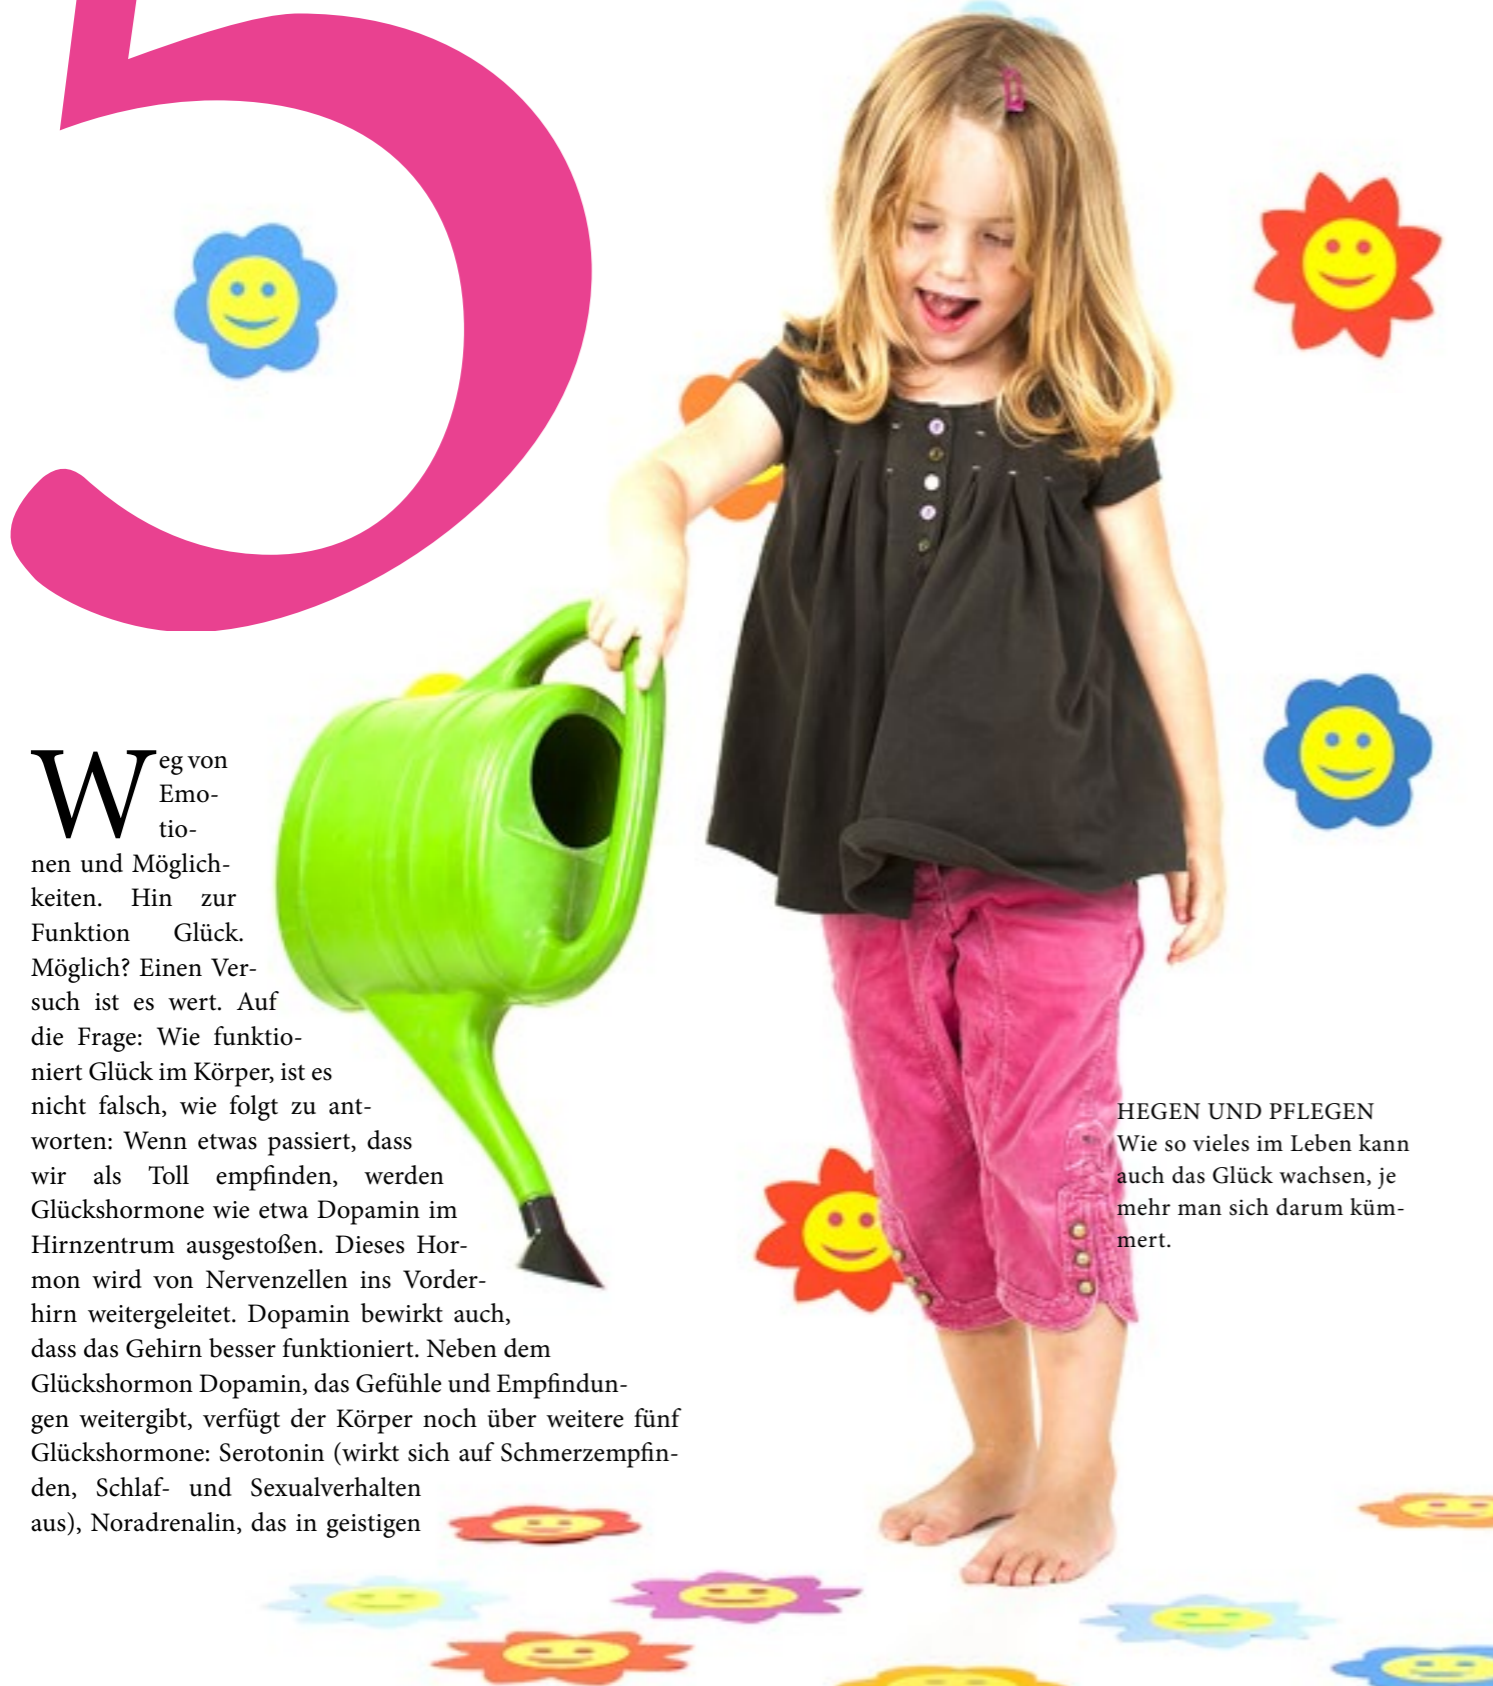 5
Weg von
Emo-
tio-
nen und Möglich-
keiten. Hin zur
Funktion Glück.
Möglich? Einen Ver-
such ist es wert. Auf
die Frage: Wie funktio-
niert Glück im Körper, ist es
nicht falsch, wie folgt zu ant-
worten: Wenn etwas passiert, dass
wir als Toll empfinden, werden
Glückshormone wie etwa Dopamin im
Hirnzentrum ausgestoßen. Dieses Hor-
mon wird von Nervenzellen ins Vorder-
hirn weitergeleitet. Dopamin bewirkt auch,
dass das Gehirn besser funktioniert. Neben dem
Glückshormon Dopamin, das Gefühle und Empfindun-
gen weitergibt, verfügt der Körper noch über weitere fünf
Glückshormone: Serotonin (wirkt sich auf Schmerzempfin-
den, Schlaf- und Sexualverhalten
aus), Noradrenalin, das in geistigen
HEGEN UND PFLEGEN
Wie so vieles im Leben kann
auch das Glück wachsen, je
mehr man sich darum küm-
mert.